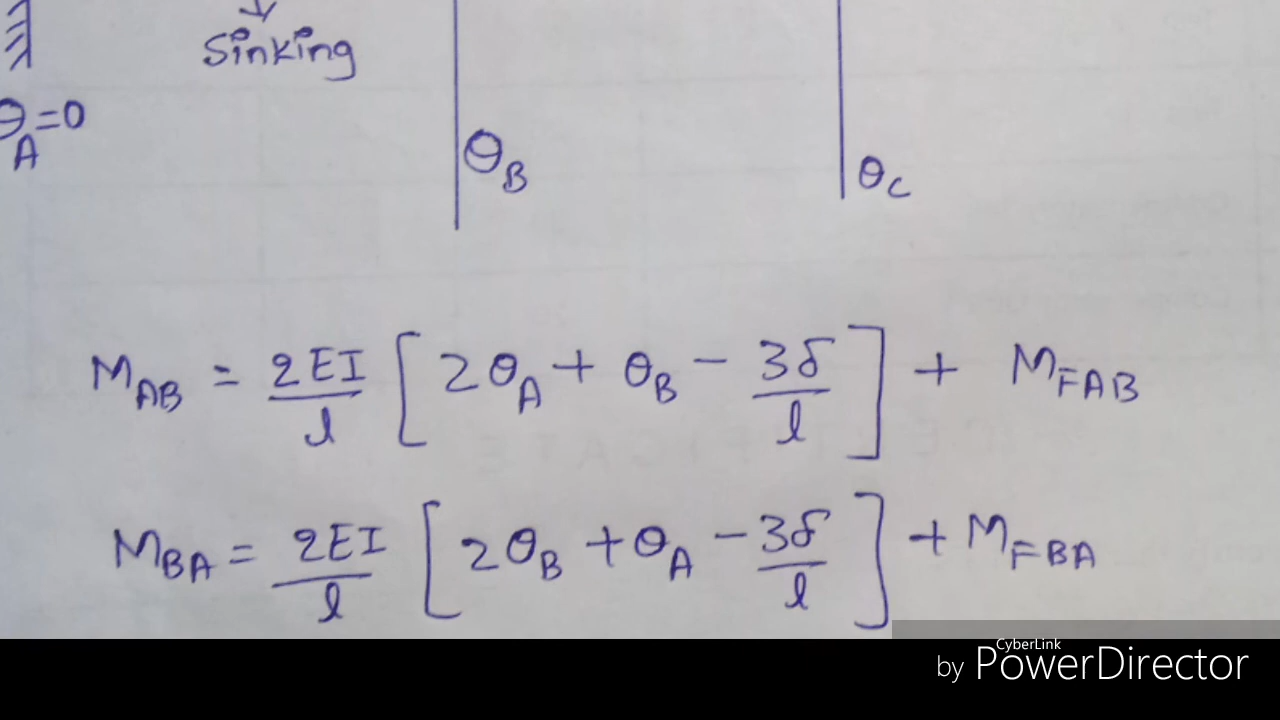 Sinking
θA=0
θB
θC
MAB = 2EI/l [2θA + θB - 3δ/l] + MFAB
MBA = 2EI/l [2θB + θA - 3δ/l] + MFBA
CyberLink
by PowerDirector